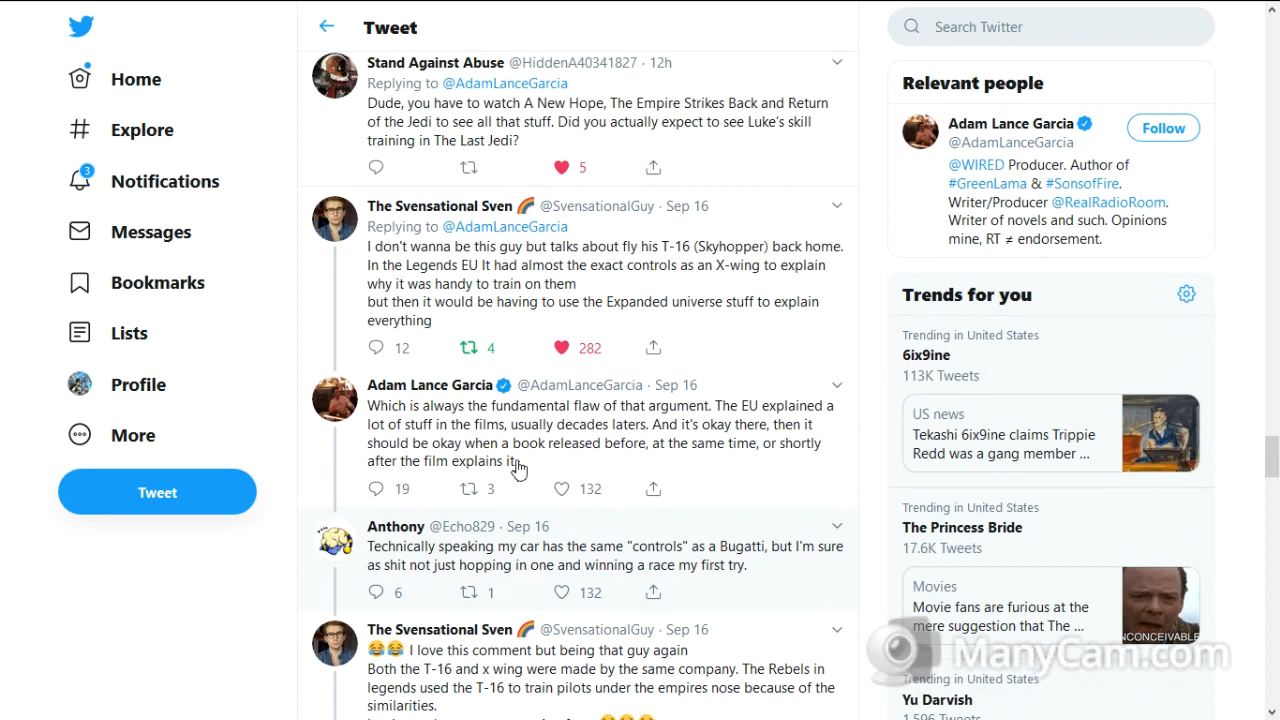 Home
Explore
3
Notifications
Messages
Bookmarks
Lists
Profile
More
Tweet
Tweet
Stand Against Abuse @HiddenA40341827 · 12h
Replying to @AdamLanceGarcia
Dude, you have to watch A New Hope, The Empire Strikes Back and Return
of the Jedi to see all that stuff. Did you actually expect to see Luke's skill
training in The Last Jedi?
5
The Svensational Sven 🌈 @SvensationalGuy · Sep 16
Replying to @AdamLanceGarcia
I don't wanna be this guy but talks about fly his T-16 (Skyhopper) back home.
In the Legends EU It had almost the exact controls as an X-wing to explain
why it was handy to train on them
but then it would be having to use the Expanded universe stuff to explain
everything
12 4 282
Adam Lance Garcia @AdamLanceGarcia · Sep 16
Which is always the fundamental flaw of that argument. The EU explained a
lot of stuff in the films, usually decades laters. And it's okay there, then it
should be okay when a book released before, at the same time, or shortly
after the film explains it.
19 3 132
Anthony @Echo829 · Sep 16
Technically speaking my car has the same "controls" as a Bugatti, but I'm sure
as shit not just hopping in one and winning a race my first try.
6 1 132
The Svensational Sven 🌈 @SvensationalGuy · Sep 16
😂😂 I love this comment but being that guy again
Both the T-16 and x wing were made by the same company. The Rebels in
legends used the T-16 to train pilots under the empires nose because of the
similarities.
Search Twitter
Relevant people
Adam Lance Garcia
@AdamLanceGarcia
Follow
@WIRED Producer. Author of
#GreenLama & #SonsofFire.
Writer/Producer @RealRadioRoom.
Writer of novels and such. Opinions
mine, RT ≠ endorsement.
Trends for you
Trending in United States
6ix9ine
113K Tweets
US news
Tekashi 6ix9ine claims Trippie
Redd was a gang member ...
Trending in United States
The Princess Bride
17.6K Tweets
Movies
Movie fans are furious at the
mere suggestion that The ...
NCONCEIVABLE
ManyCam.com
Trending in United States
Yu Darvish
1,596 Tweets